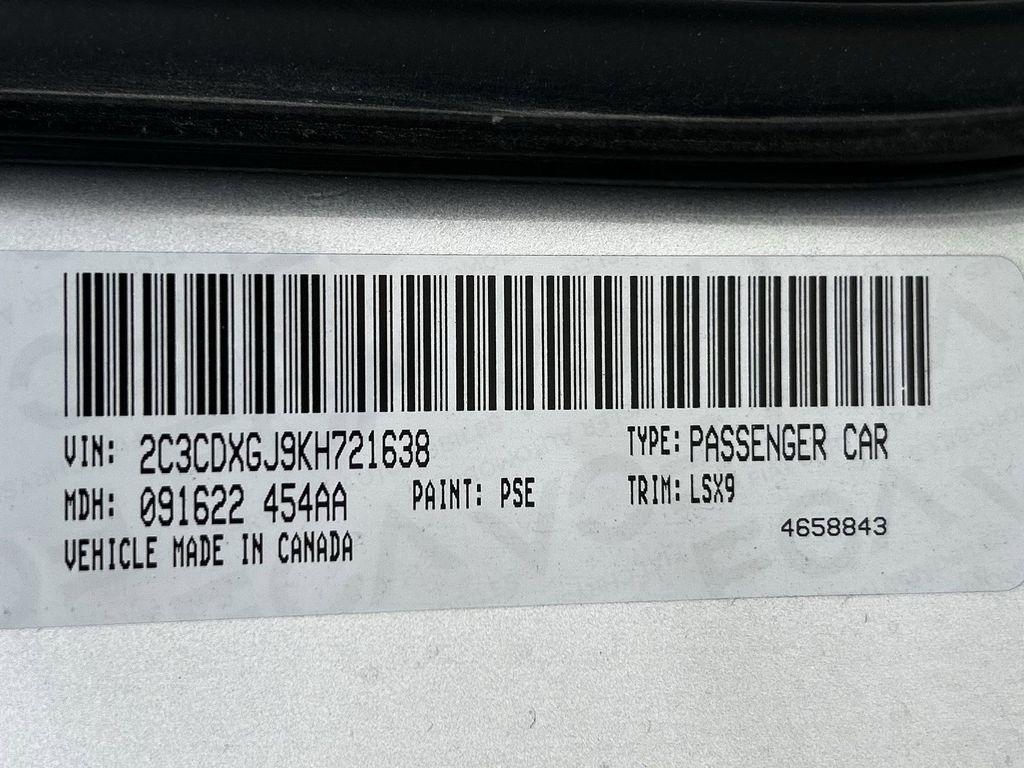 VIN: 2C3CDXGJ9KH721638 TYPE: PASSENGER CAR
MDH: 091622 454AA PAINT: PSE TRIM: LSX9
VEHICLE MADE IN CANADA 4658843